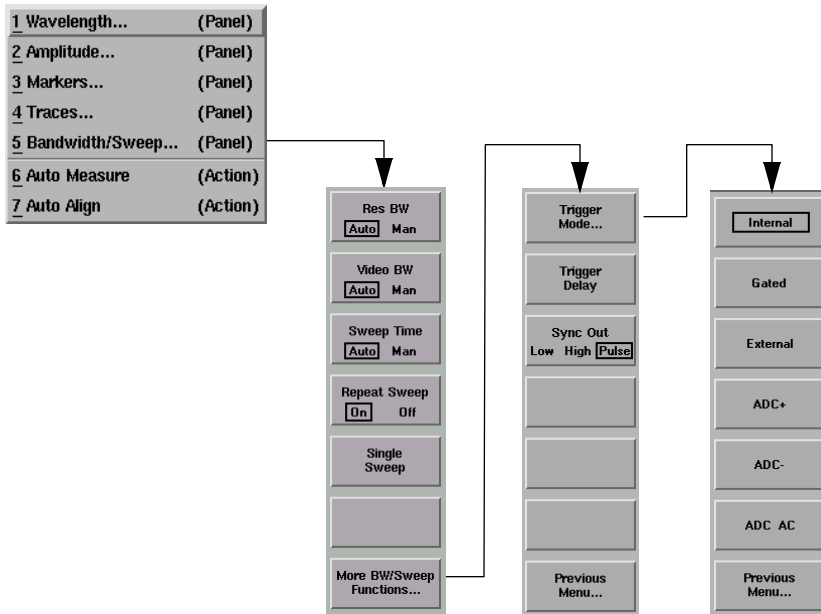 1 Wavelength... (Panel)
2 Amplitude... (Panel)
3 Markers... (Panel)
4 Traces... (Panel)
5 Bandwidth/Sweep... (Panel)
6 Auto Measure (Action)
7 Auto Align (Action)
Res BW
Auto Man
Video BW
Auto Man
Sweep Time
Auto Man
Repeat Sweep
On Off
Single
Sweep
More BW/Sweep
Functions...
Trigger
Mode...
Trigger
Delay
Sync Out
Low High Pulse
Previous
Menu...
Internal
Gated
External
ADC+
ADC-
ADC AC
Previous
Menu...